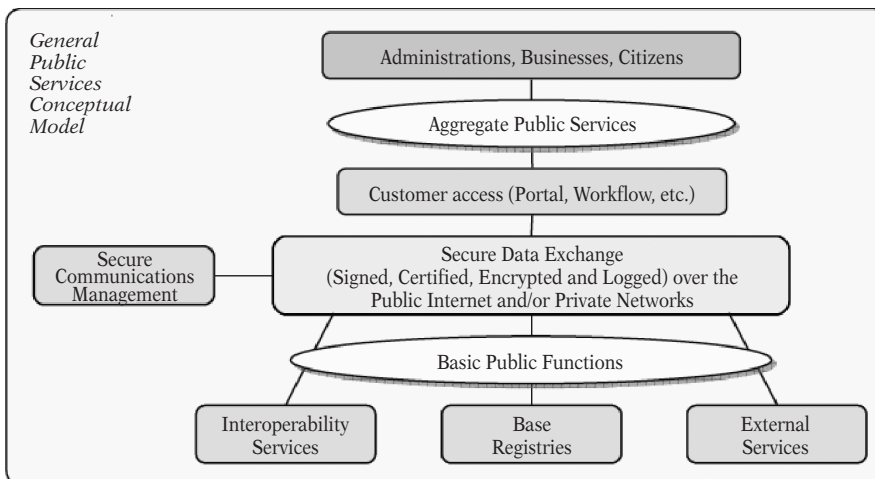 General
Public
Services
Conceptual
Model
Administrations, Businesses, Citizens
Aggregate Public Services
Customer access (Portal, Workflow, etc.)
Secure
Communications
Management
Secure Data Exchange
(Signed, Certified, Encrypted and Logged) over the
Public Internet and/or Private Networks
Basic Public Functions
Interoperability
Services
Base
Registries
External
Services